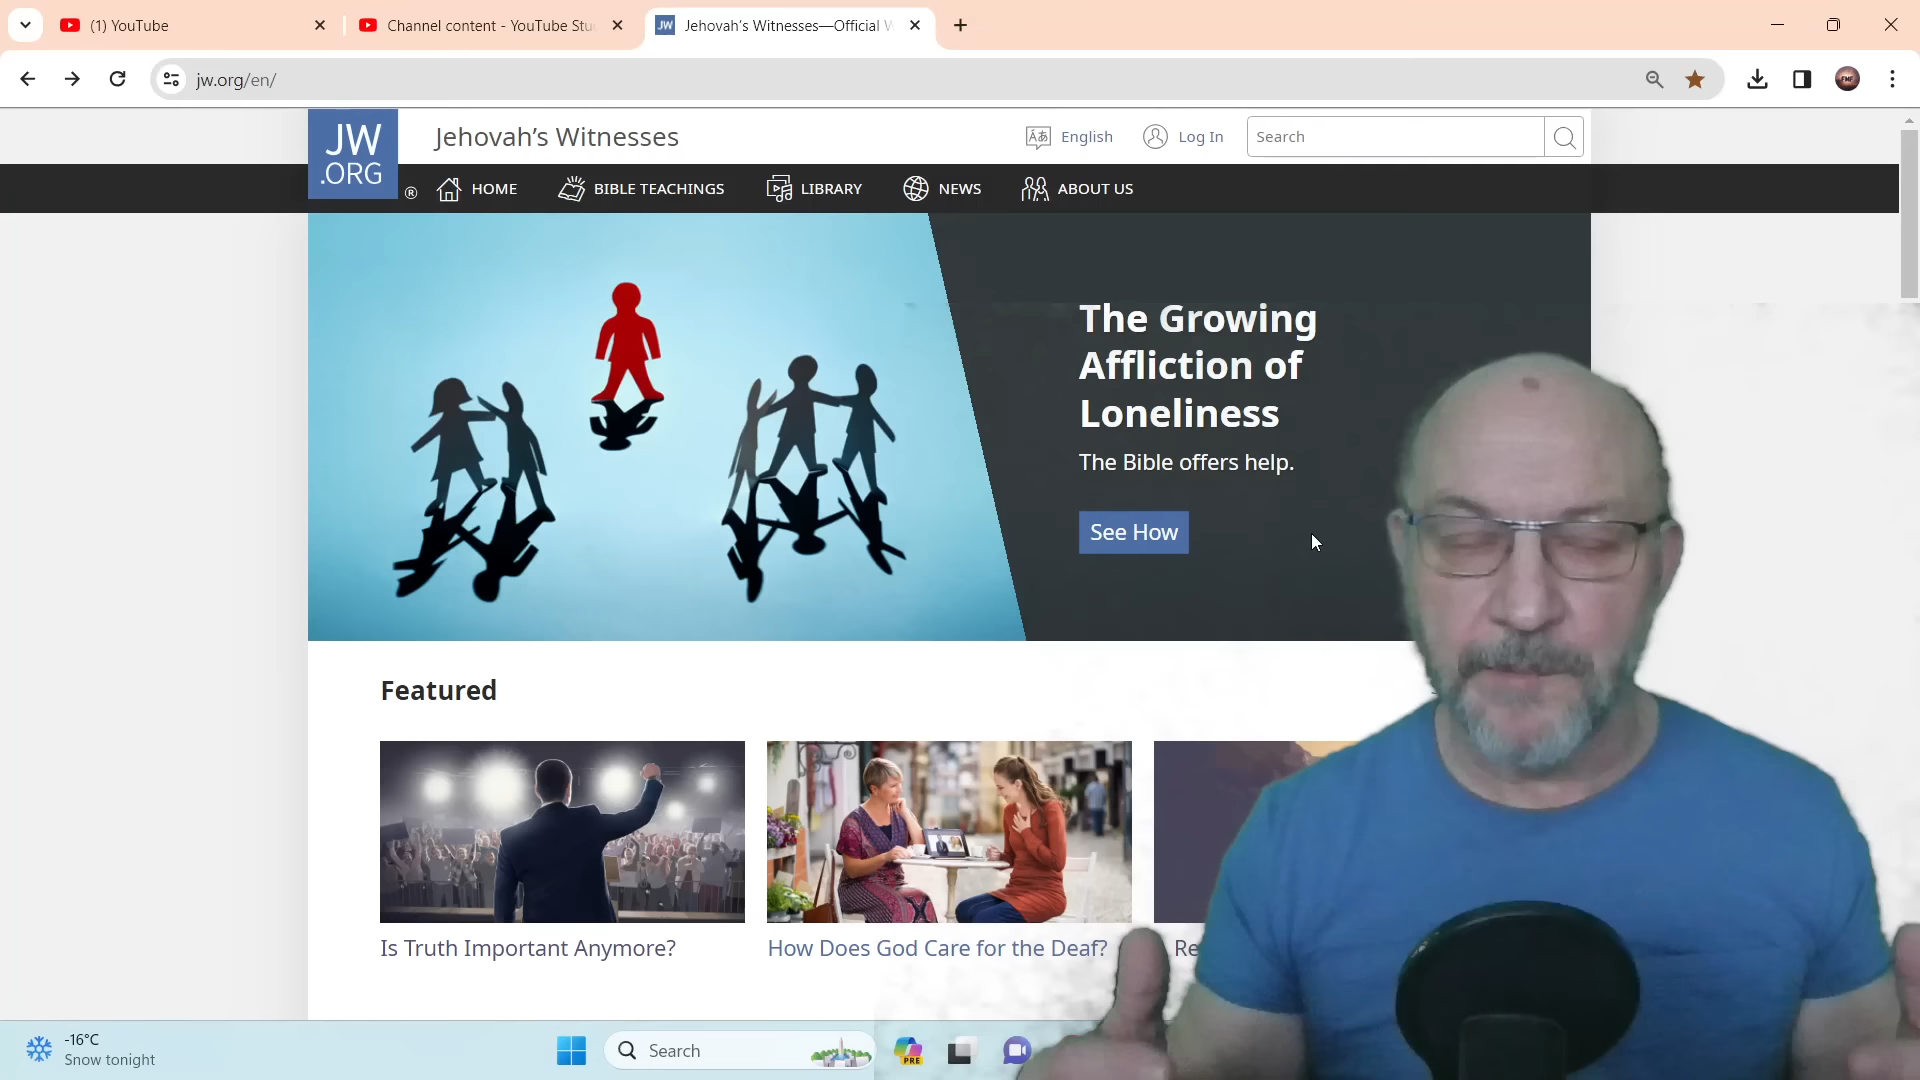 (1) YouTube
Channel content - YouTube Stu
JW
Jehovah's Witnesses—Official W
jw.org/en/
JW
.ORG
®
Jehovah's Witnesses
English
Log In
Search
HOME
BIBLE TEACHINGS
LIBRARY
NEWS
ABOUT US
The Growing
Affliction of
Loneliness
The Bible offers help.
See How
Featured
Is Truth Important Anymore?
How Does God Care for the Deaf?
Re
-16°C
Snow tonight
Search
PRE